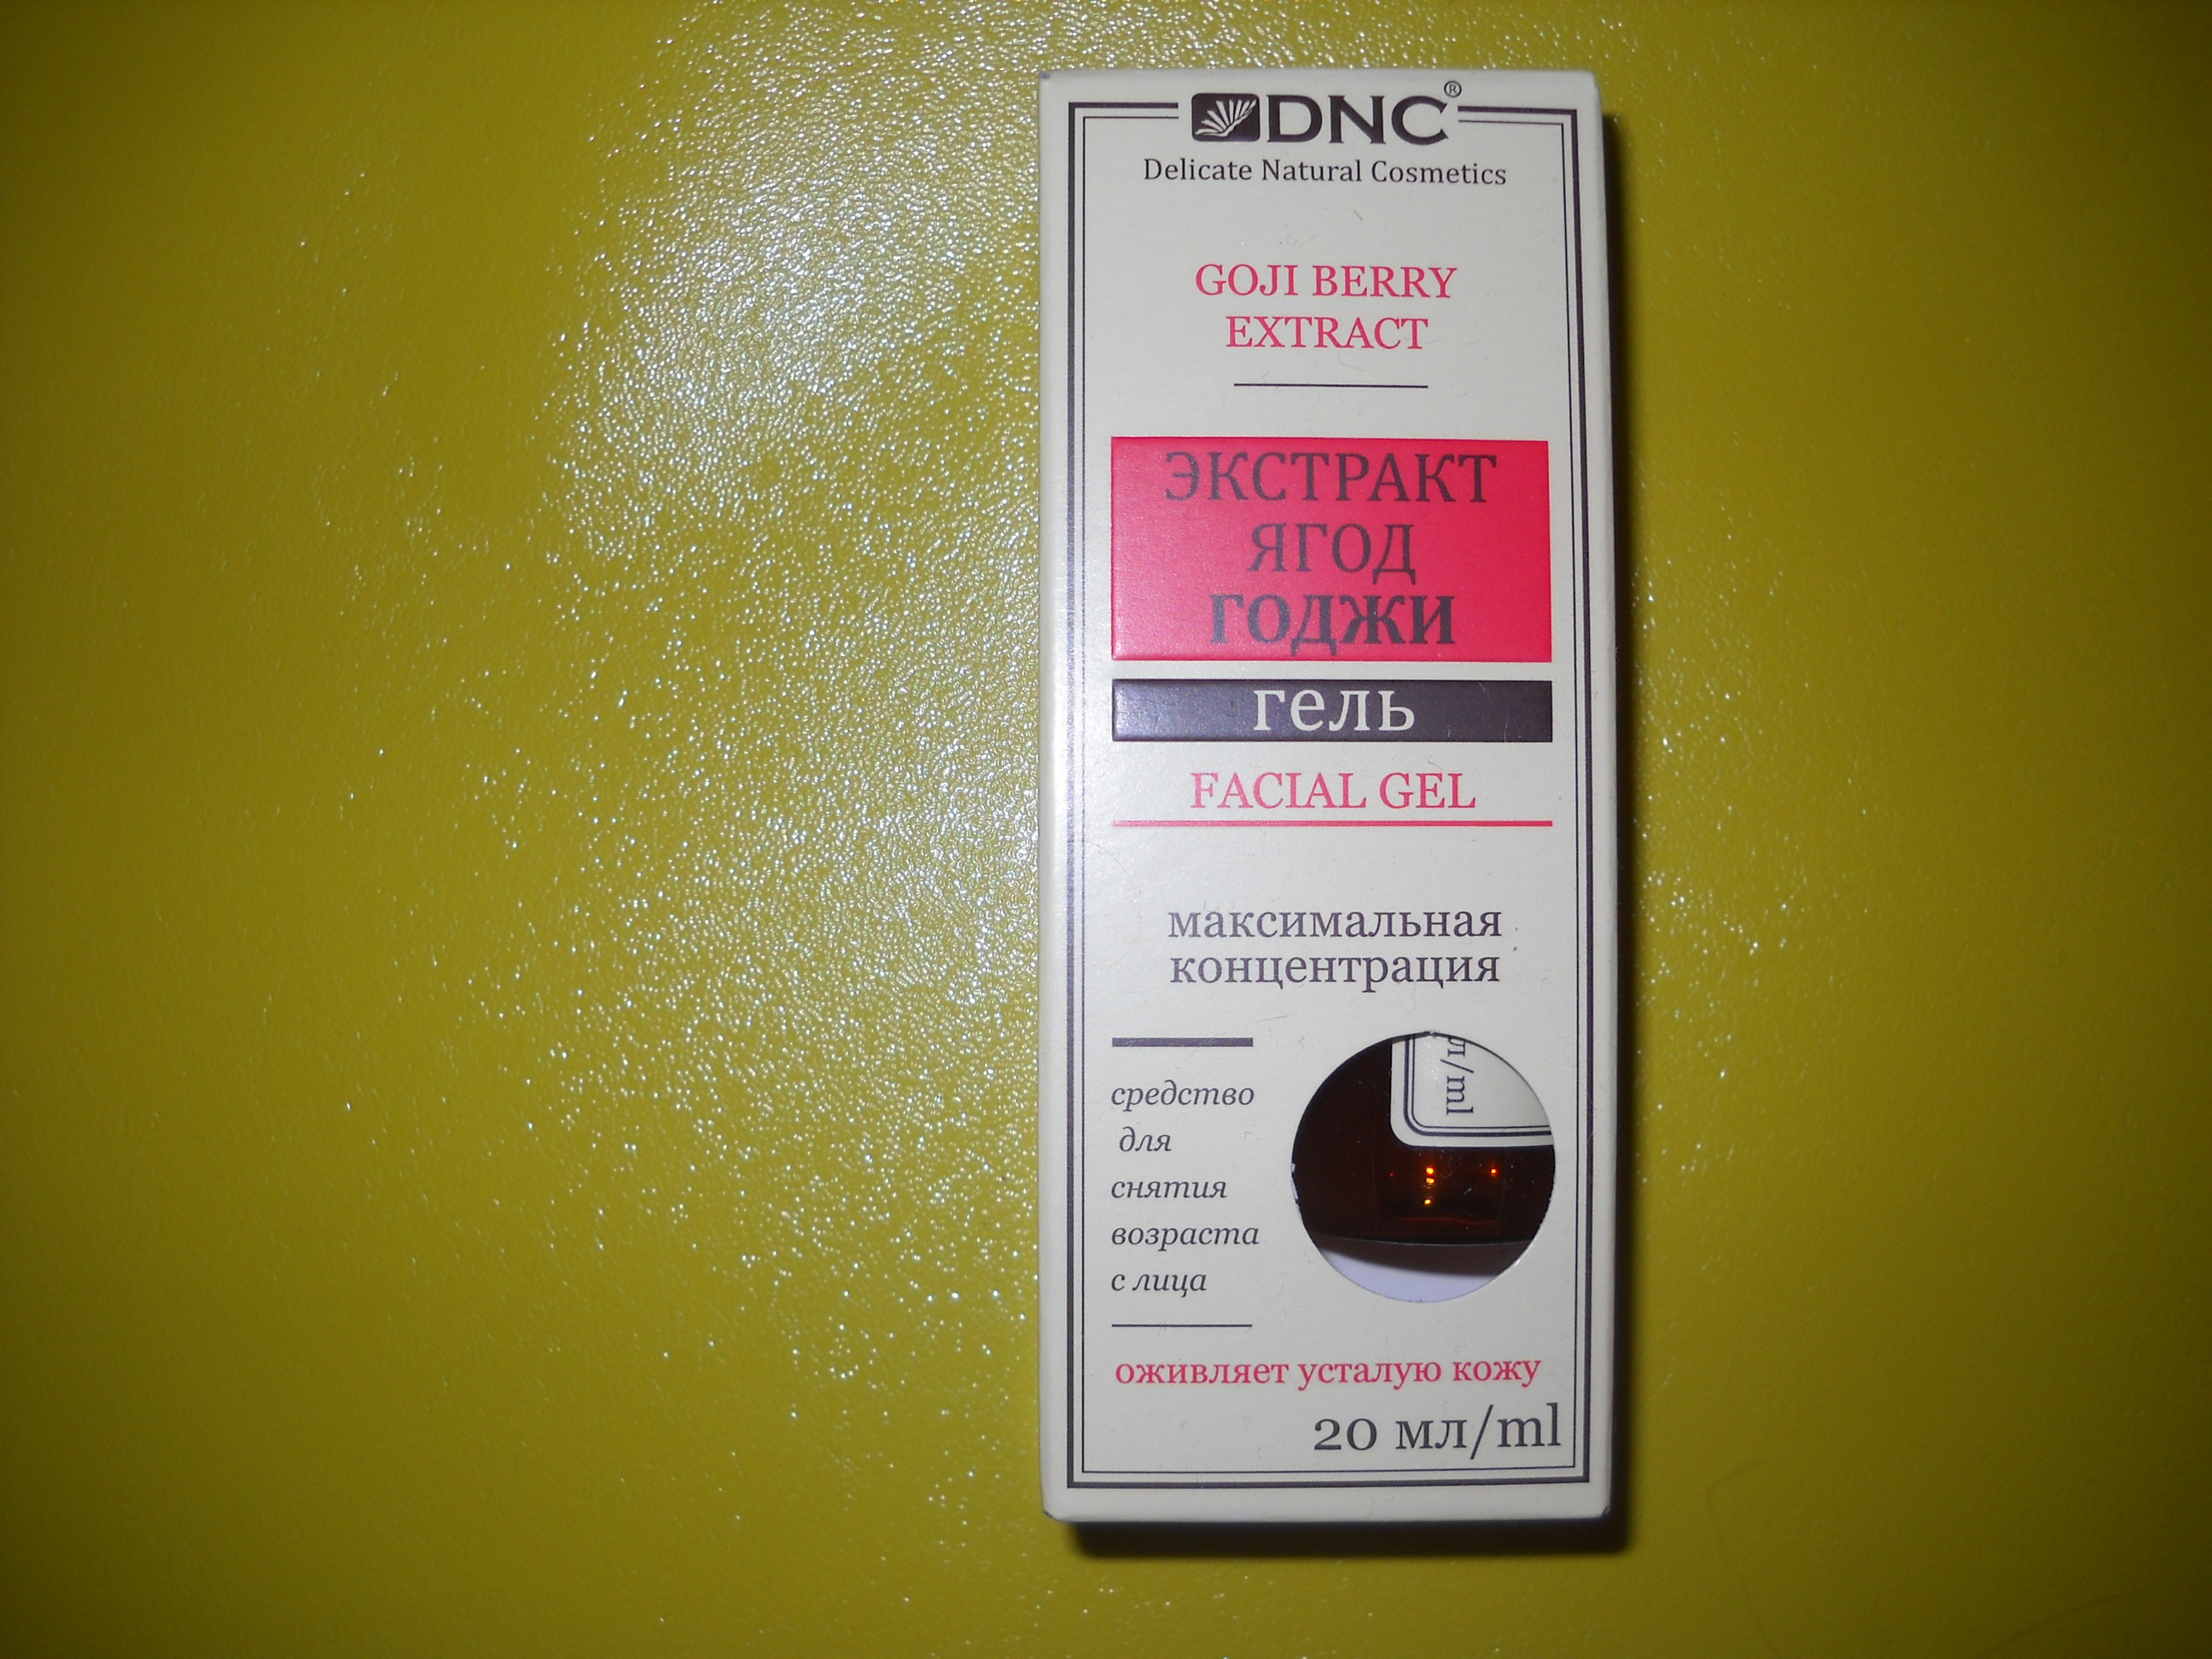 DNC®
Delicate Natural Cosmetics
GOJI BERRY
EXTRACT
ЭКСТРАКТ
ЯГОД
ГОДЖИ
гель
FACIAL GEL
максимальная
концентрация
средство
для
снятия
возраста
с лица
л/ml
оживляет усталую кожу
20 мл/ml